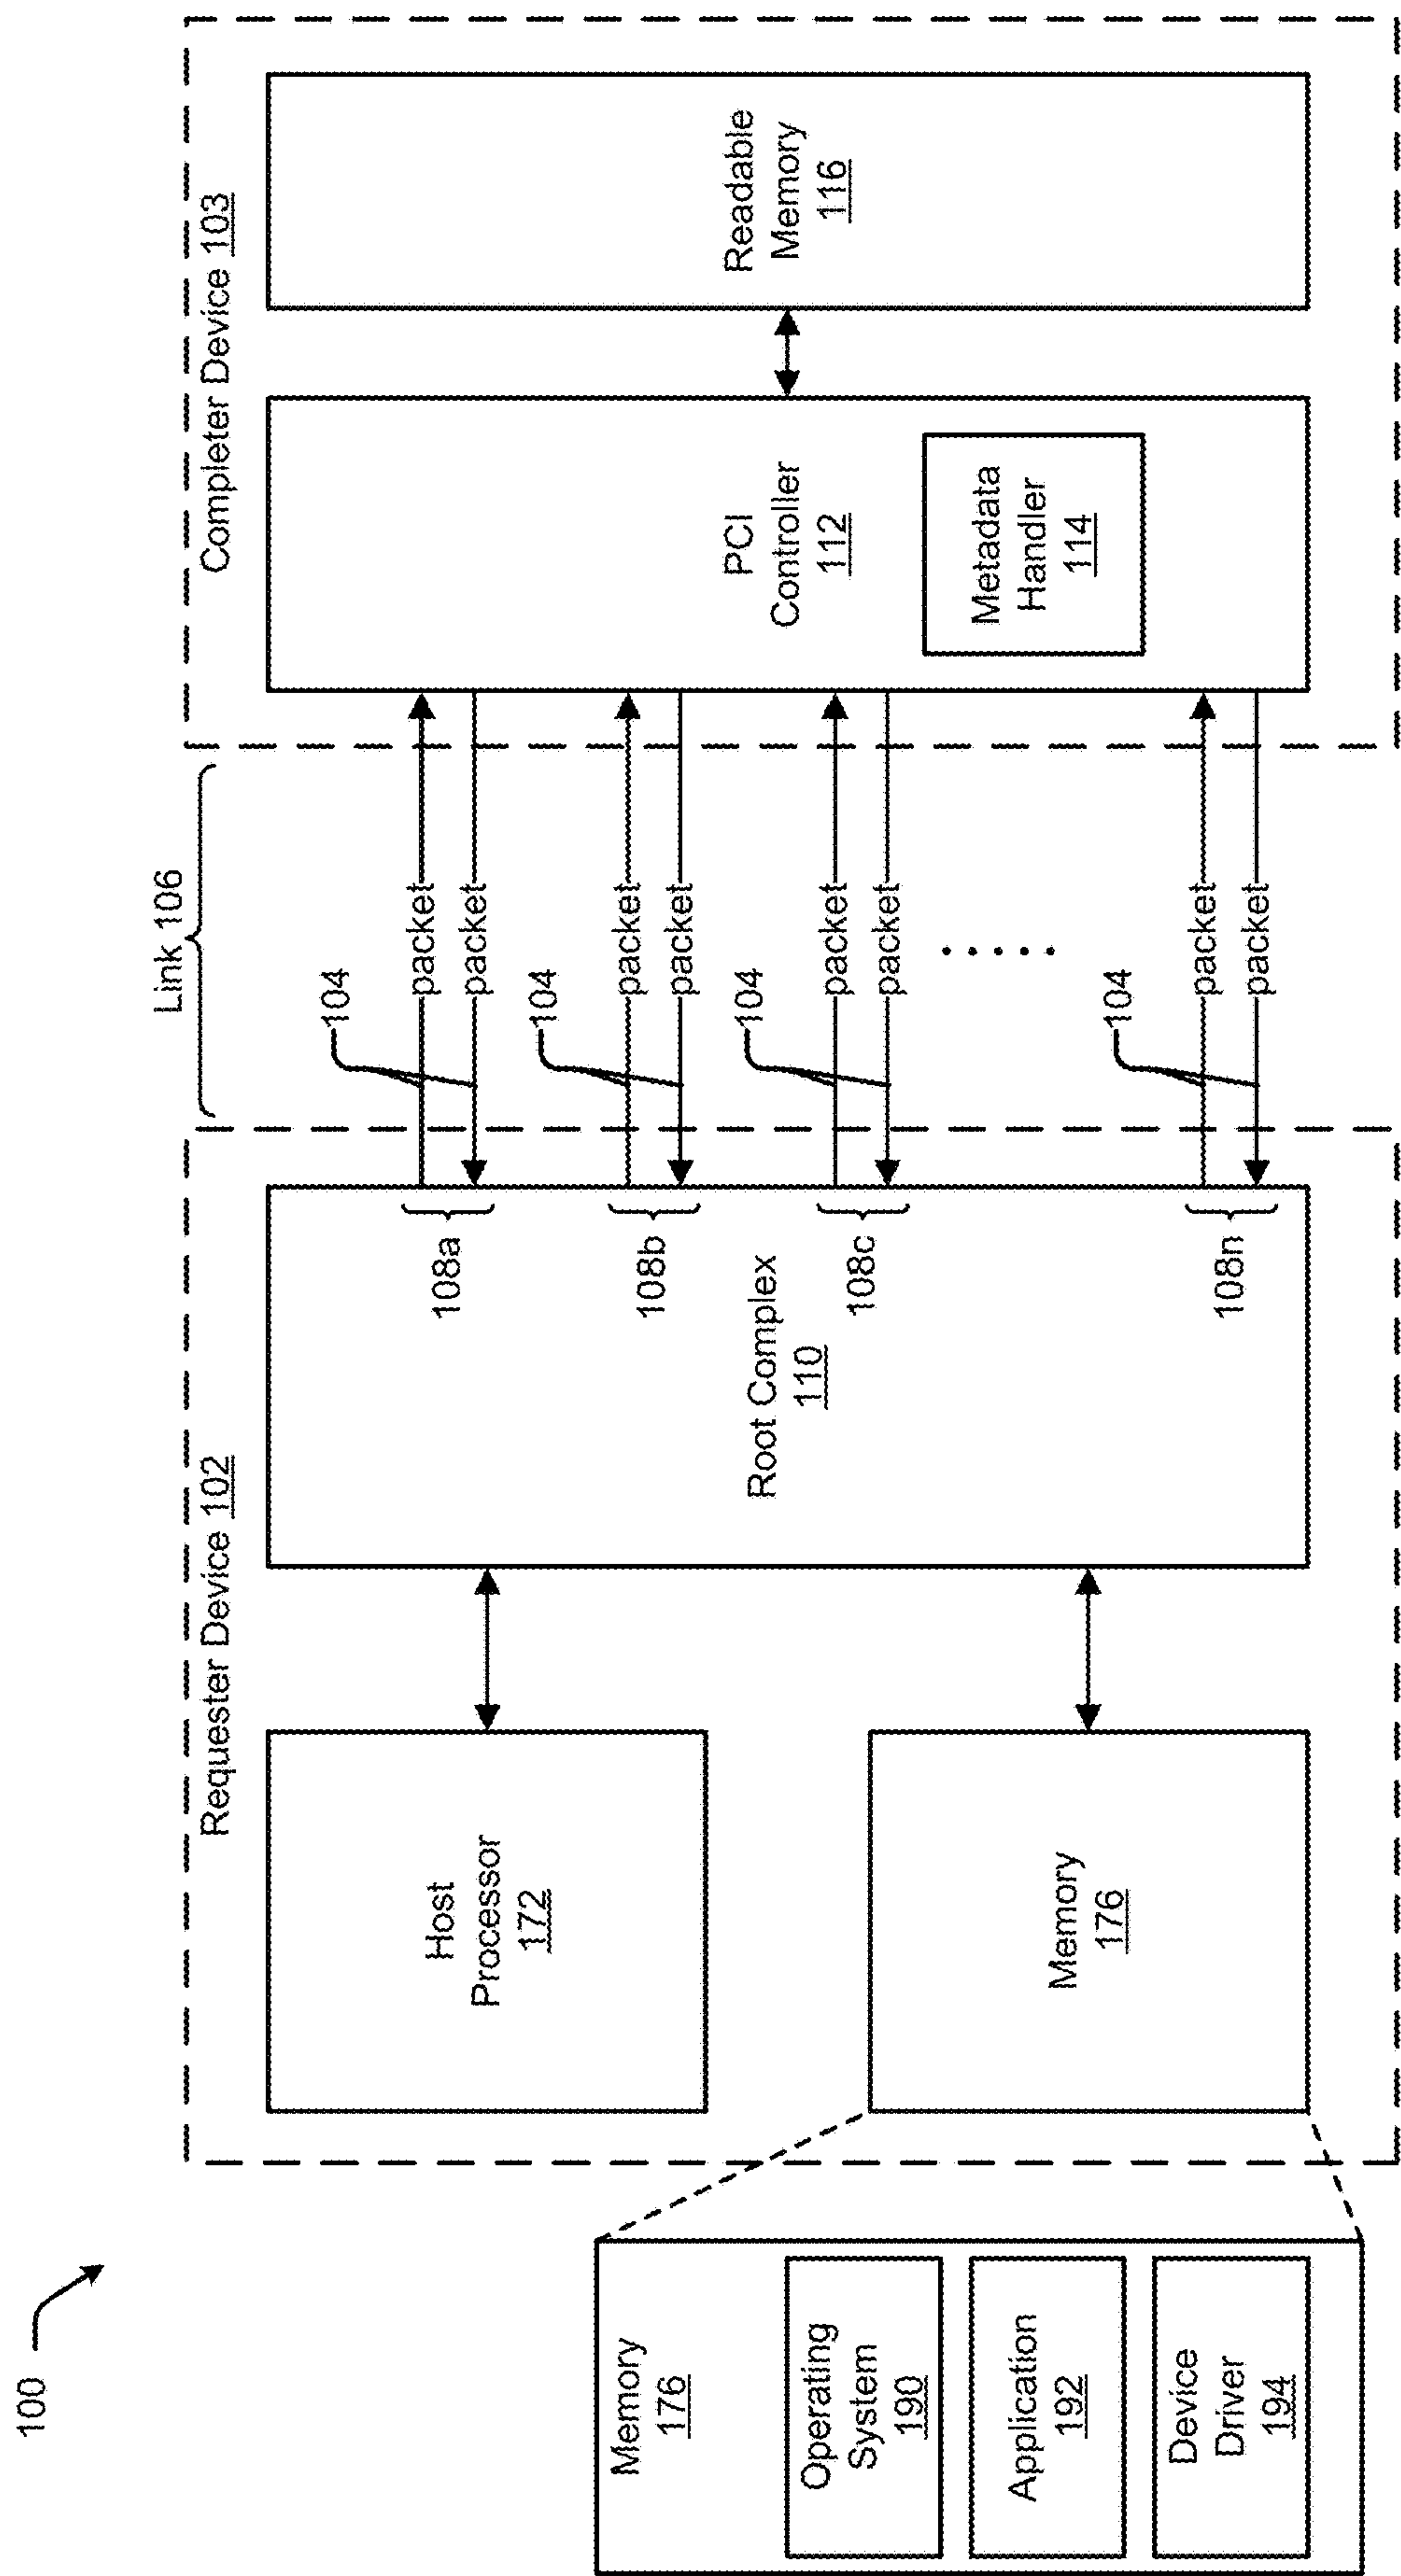 100
Requester Device 102
Link 106
Completer Device 103
Host
Processor
172
Memory
176
Root Complex
110
108a
108b
108c
108n
104
packet
packet
104
packet
packet
104
packet
packet
.....
104
packet
packet
PCI
Controller
112
Metadata
Handler
114
Readable
Memory
116
Memory
176
Operating
System
190
Application
192
Device
Driver
194